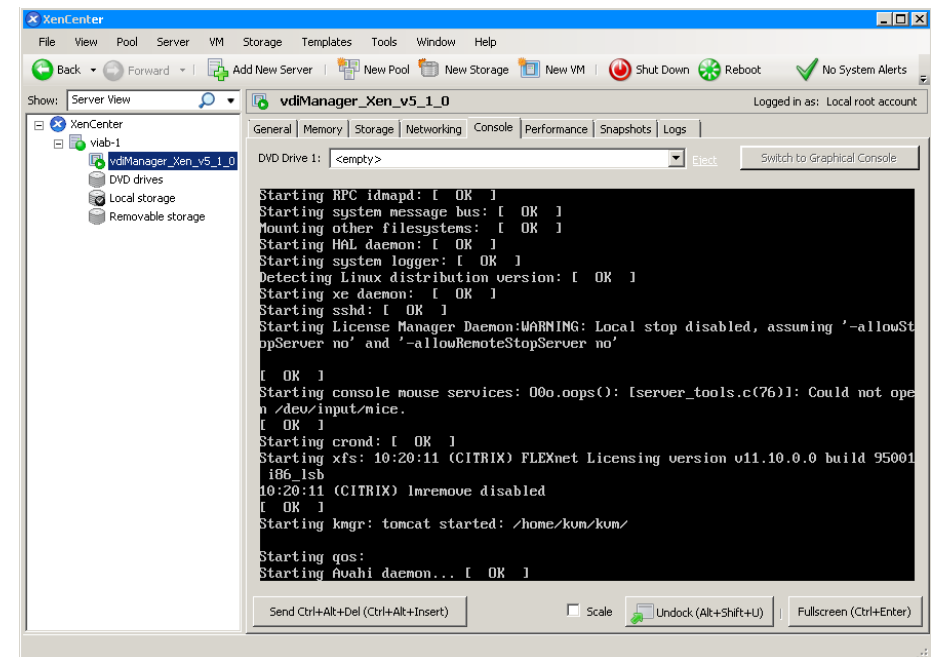 XenCenter
File View Pool Server VM Storage Templates Tools Window Help
Back Forward Add New Server New Pool New Storage New VM Shut Down Reboot No System Alerts
Show: Server View
vdiManager_Xen_v5_1_0 Logged in as: Local root account
XenCenter
viab-1
vdiManager_Xen_v5_1_0
DVD drives
Local storage
Removable storage
General Memory Storage Networking Console Performance Snapshots Logs
DVD Drive 1: <empty> Eject Switch to Graphical Console
Starting RPC idmapd: [  OK  ]
Starting system message bus: [  OK  ]
Mounting other filesystems:  [  OK  ]
Starting HAL daemon: [  OK  ]
Starting system logger: [  OK  ]
Detecting Linux distribution version: [  OK  ]
Starting xe daemon:  [  OK  ]
Starting sshd: [  OK  ]
Starting License Manager Daemon:WARNING: Local stop disabled, assuming '-allowSt
opServer no' and '-allowRemoteStopServer no'
[  OK  ]
Starting console mouse services: O0o.oops(): [server_tools.c(76)]: Could not ope
n /dev/input/mice.
[  OK  ]
Starting crond: [  OK  ]
Starting xfs: 10:20:11 (CITRIX) FLEXnet Licensing version v11.10.0.0 build 95001
i86_lsb
10:20:11 (CITRIX) lmremove disabled
[  OK  ]
Starting kmgr: tomcat started: /home/kvm/kvm/
Starting qos:
Starting Avahi daemon... [  OK  ]
Send Ctrl+Alt+Del (Ctrl+Alt+Insert) Scale Undock (Alt+Shift+U) Fullscreen (Ctrl+Enter)